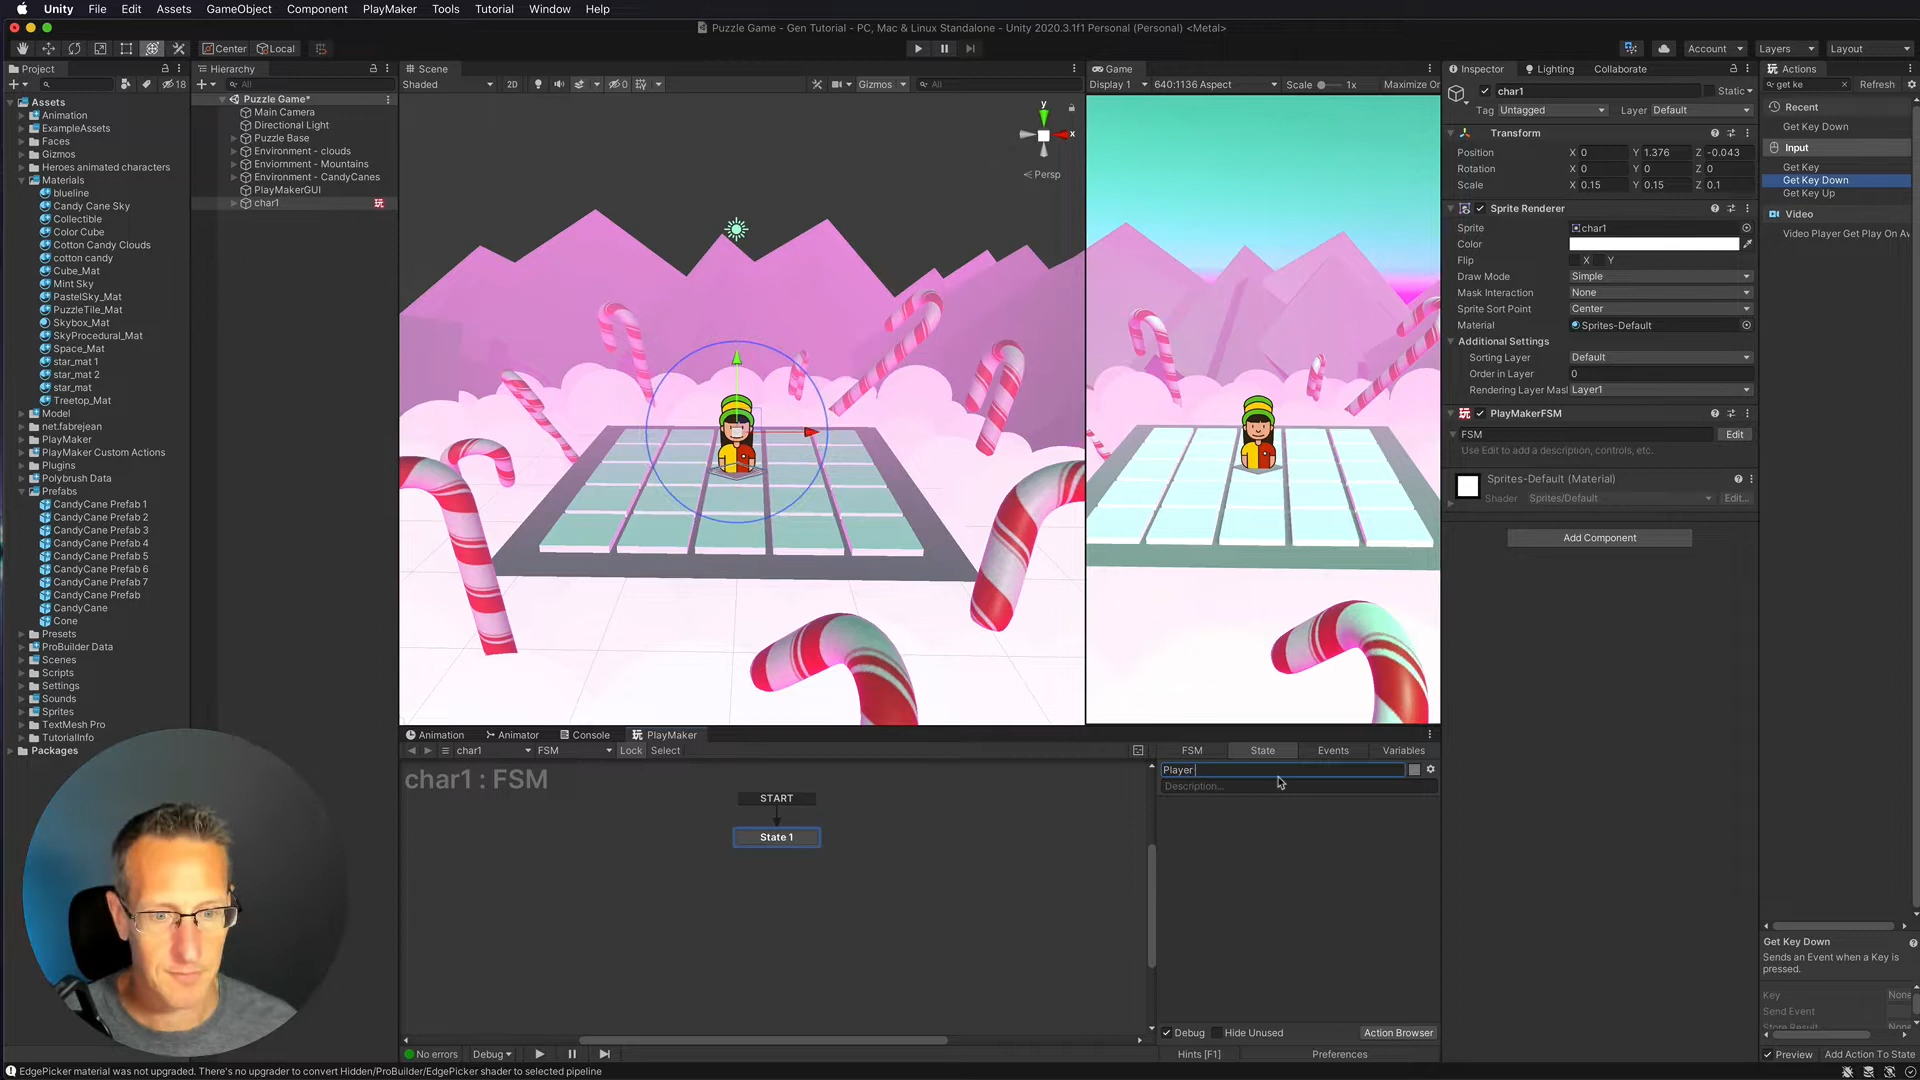 Unity File Edit Assets GameObject Component PlayMaker Tools Tutorial Window Help
Puzzle Game - Gen Tutorial - PC, Mac & Linux Standalone - Unity 2020.3.1f1 Personal (Personal) <Metal>
Center Local
Account Layers Layout
Project
18
Assets
Animation
ExampleAssets
Faces
Gizmos
Heroes animated characters
Materials
blueline
Candy Cane Sky
Collectible
Color Cube
Cotton Candy Clouds
cotton candy
Cube_Mat
Mint Sky
PastelSky_Mat
PuzzleTile_Mat
Skybox_Mat
SkyProcedural_Mat
Space_Mat
star_mat 1
star_mat 2
star_mat
Treetop_Mat
Model
net.fabrejean
PlayMaker
PlayMaker Custom Actions
Plugins
Polybrush Data
Prefabs
CandyCane Prefab 1
CandyCane Prefab 2
CandyCane Prefab 3
CandyCane Prefab 4
CandyCane Prefab 5
CandyCane Prefab 6
CandyCane Prefab 7
CandyCane Prefab
CandyCane
Cone
Presets
ProBuilder Data
Scenes
Scripts
Settings
Sounds
Sprites
TextMesh Pro
TutorialInfo
Packages
Hierarchy
All
Puzzle Game*
Main Camera
Directional Light
Puzzle Base
Environment - clouds
Enviornment - Mountains
Environment - CandyCanes
PlayMakerGUI
char1
Scene
Shaded 2D 0 Gizmos All
y
x
Persp
Game
Display 1 640:1136 Aspect Scale 1x Maximize On
Inspector Lighting Collaborate
char1 Static
Tag Untagged Layer Default
Transform
Position X 0 Y 1.376 Z -0.043
Rotation X 0 Y 0 Z 0
Scale X 0.15 Y 0.15 Z 0.1
Sprite Renderer
Sprite char1
Color
Flip X Y
Draw Mode Simple
Mask Interaction None
Sprite Sort Point Center
Material Sprites-Default
Additional Settings
Sorting Layer Default
Order in Layer 0
Rendering Layer Masl Layer1
PlayMakerFSM
FSM Edit
Use Edit to add a description, controls, etc.
Sprites-Default (Material)
Shader Sprites/Default Edit...
Add Component
Actions
get ke Refresh
Recent
Get Key Down
Input
Get Key
Get Key Down
Get Key Up
Video
Video Player Get Play On Aw
Get Key Down
Sends an Event when a Key is
pressed.
Key None
Send Event
Store Result None
Preview Add Action To State
Animation Animator Console PlayMaker
char1 FSM Lock Select
FSM State Events Variables
char1 : FSM
START
State 1
Player
Description...
Debug Hide Unused Action Browser
No errors Debug Hints [F1] Preferences
EdgePicker material was not upgraded. There's no upgrader to convert Hidden/ProBuilder/EdgePicker shader to selected pipeline